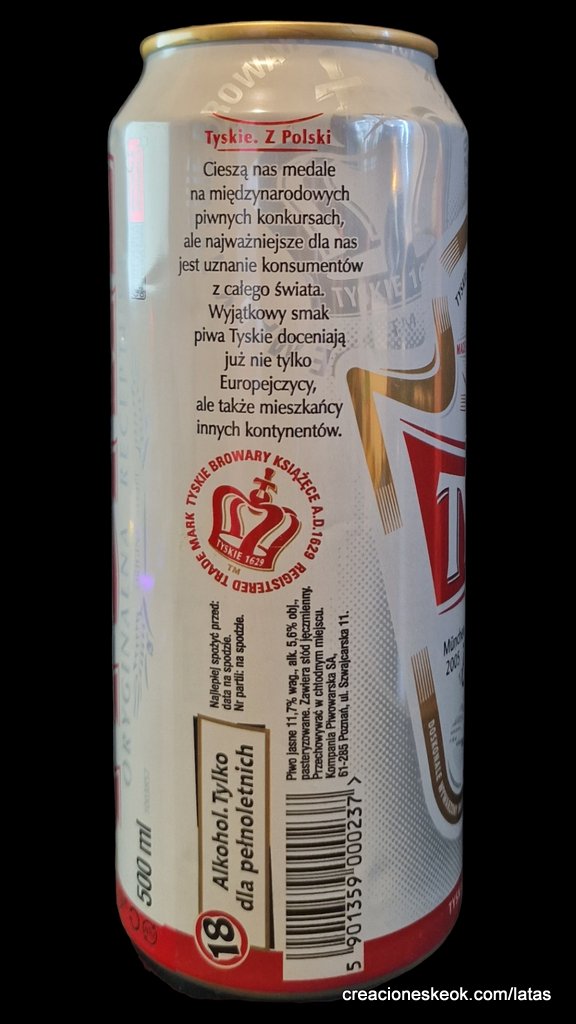 BROWAR
Tyskie. Z Polski
Cieszą nas medale
na międzynarodowych
piwnych konkursach,
ale najważniejsze dla nas
jest uznanie konsumentów
z całego świata.
Wyjątkowy smak
piwa Tyskie doceniają
już nie tylko
Europejczycy,
ale także mieszkańcy
innych kontynentów.
TYSKIE BROWARY KSIĄŻĘCE A.D.1629
REGISTERED TRADE MARK
TYSKIE 1629
TM
Najlepiej spożyć przed:
data na spodzie.
Nr partii: na spodzie.
Piwo jasne 11,7% wag., alk. 5,6% obj.,
pasteryzowane. Zawiera słód jęczmienny.
Przechowywać w chłodnym miejscu.
Kompania Piwowarska SA,
61-285 Poznań, ul. Szwajcarska 11.
500 ml
18
Alkohol. Tylko
dla pełnoletnich
5 901359 000237 >
ORYGINALNA
2005
creacioneskeok.com/latas